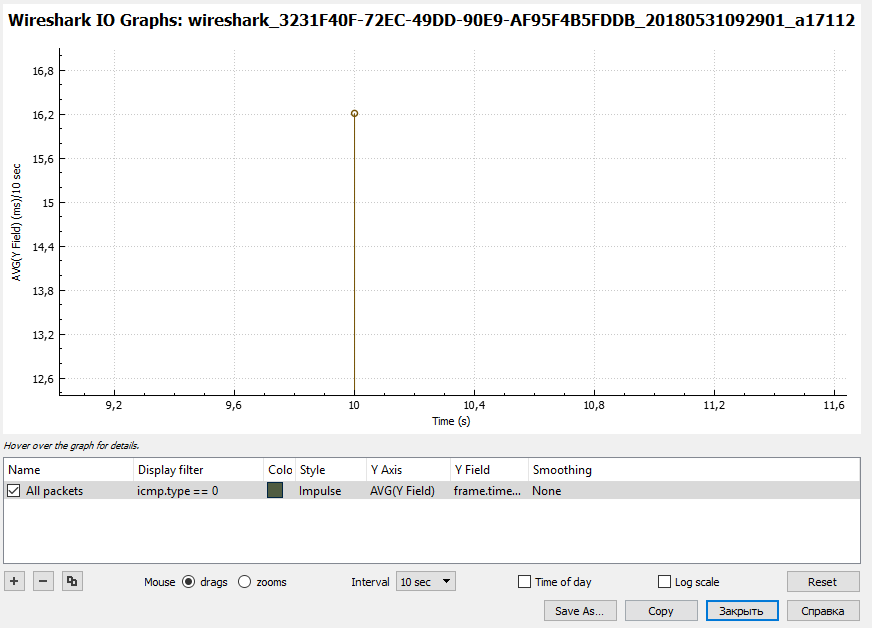 Wireshark IO Graphs: wireshark_3231F40F-72EC-49DD-90E9-AF95F4B5FDDB_20180531092901_a17112
AVG(Y Field) (ms)/10 sec
16,8
16,2
15,6
15
14,4
13,8
13,2
12,6
9,2 9,6 10 10,4 10,8 11,2 11,6
Time (s)
Hover over the graph for details.
Name Display filter Colo Style Y Axis Y Field Smoothing
All packets icmp.type == 0 Impulse AVG(Y Field) frame.time... None
+ − Mouse drags zooms Interval 10 sec Time of day Log scale Reset
Save As... Copy Закрыть Справка